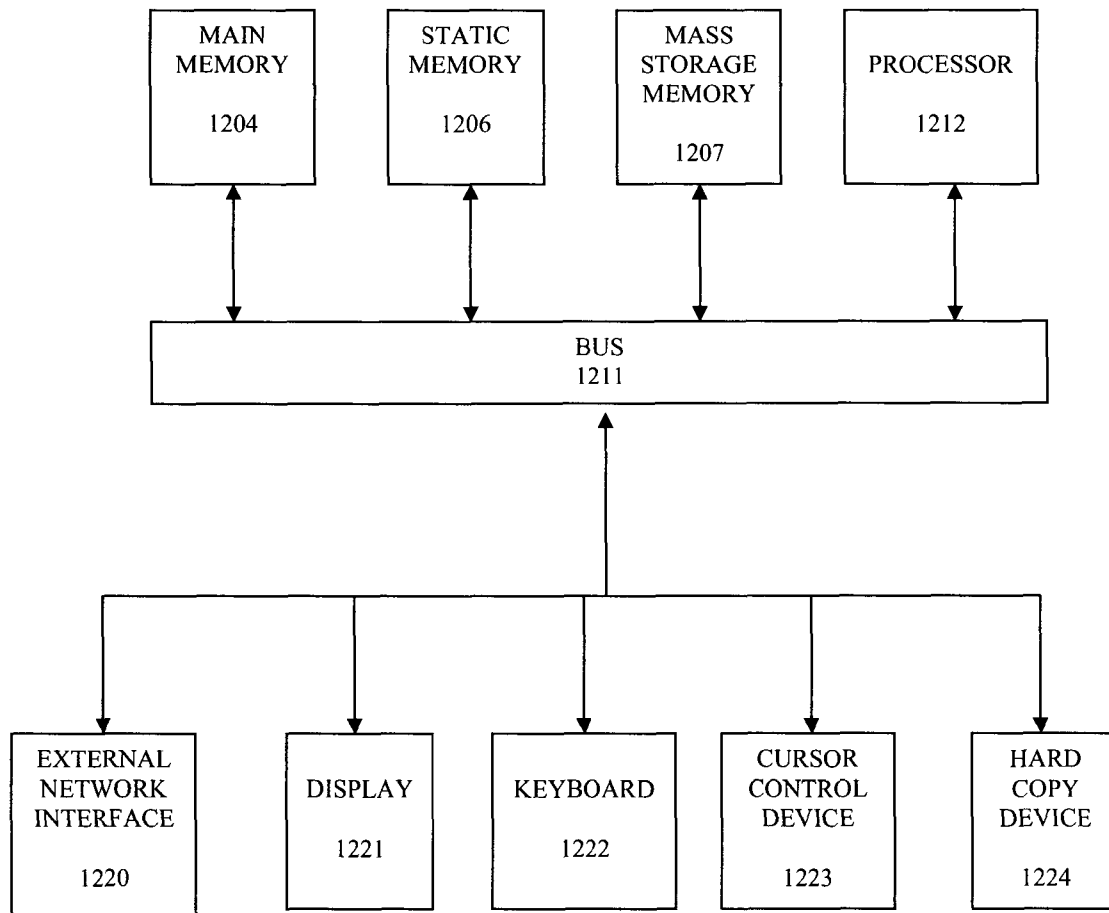 MAIN
MEMORY
1204
STATIC
MEMORY
1206
MASS
STORAGE
MEMORY
1207
PROCESSOR
1212
BUS
1211
EXTERNAL
NETWORK
INTERFACE
1220
DISPLAY
1221
KEYBOARD
1222
CURSOR
CONTROL
DEVICE
1223
HARD
COPY
DEVICE
1224